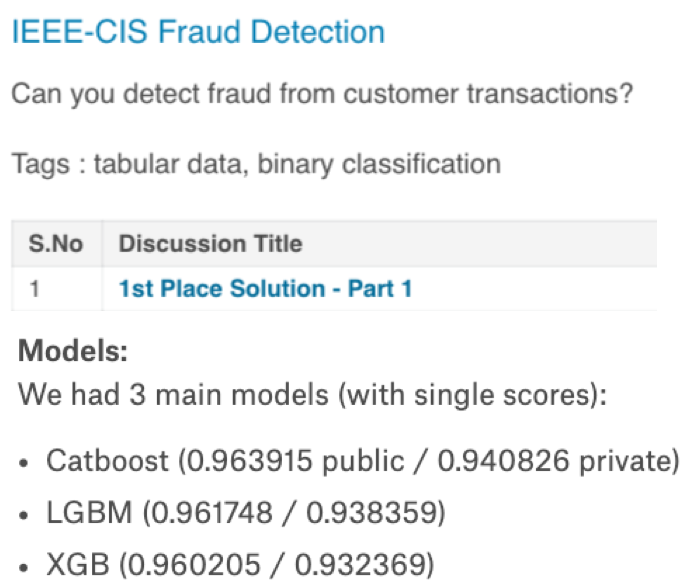 IEEE-CIS Fraud Detection
Can you detect fraud from customer transactions?
Tags : tabular data, binary classification
S.No Discussion Title
1 1st Place Solution - Part 1
Models:
We had 3 main models (with single scores):
• Catboost (0.963915 public / 0.940826 private)
• LGBM (0.961748 / 0.938359)
• XGB (0.960205 / 0.932369)